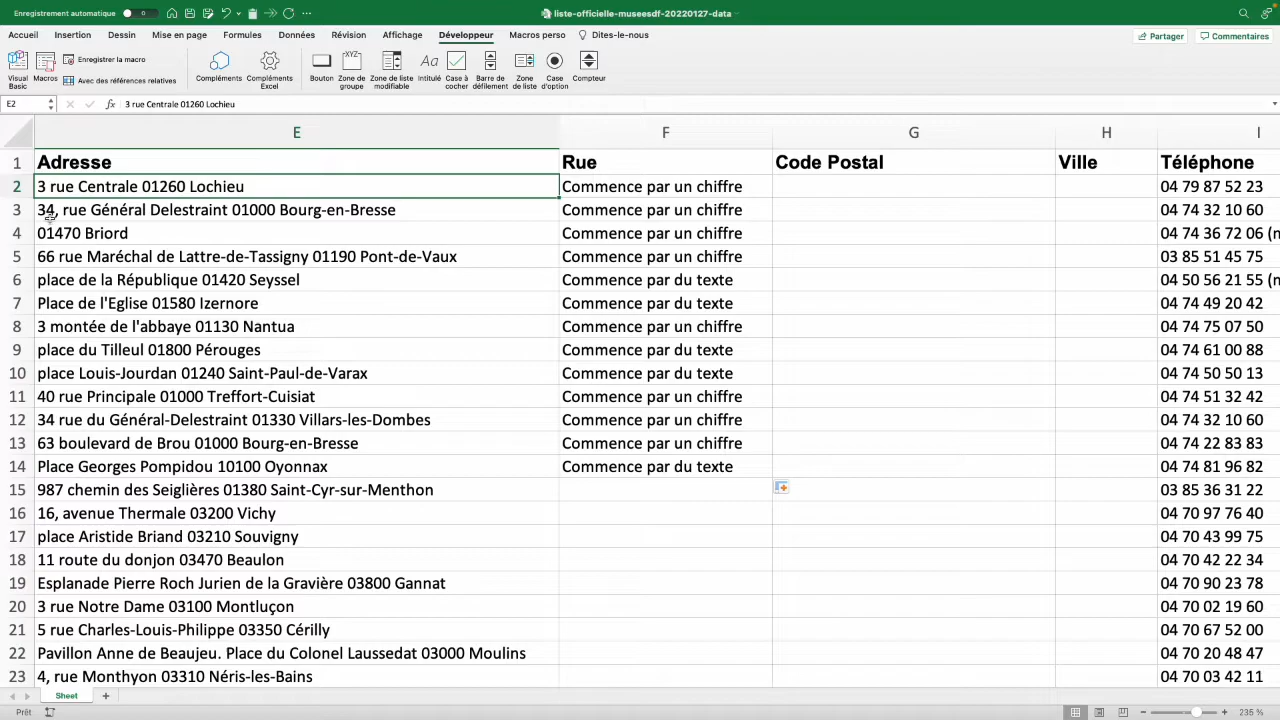 Enregistrement automatique
liste-officielle-museesdf-20220127-data
Accueil Insertion Dessin Mise en page Formules Données Révision Affichage Développeur Macros perso Dites-le-nous Partager Commentaires
Visual Basic
Macros
Enregistrer la macro
Avec des références relatives
Compléments
Compléments Excel
Bouton
Zone de groupe
Zone de liste modifiable
Intitulé
Case à cocher
Barre de défilement
Zone de liste
Case d'option
Compteur
E2 fx 3 rue Centrale 01260 Lochieu
E F G H I
1 Adresse Rue Code Postal Ville Téléphone
2 3 rue Centrale 01260 Lochieu Commence par un chiffre 04 79 87 52 23
3 34, rue Général Delestraint 01000 Bourg-en-Bresse Commence par un chiffre 04 74 32 10 60
4 01470 Briord Commence par un chiffre 04 74 36 72 06 (n
5 66 rue Maréchal de Lattre-de-Tassigny 01190 Pont-de-Vaux Commence par un chiffre 03 85 51 45 75
6 place de la République 01420 Seyssel Commence par du texte 04 50 56 21 55 (n
7 Place de l'Eglise 01580 Izernore Commence par du texte 04 74 49 20 42
8 3 montée de l'abbaye 01130 Nantua Commence par un chiffre 04 74 75 07 50
9 place du Tilleul 01800 Pérouges Commence par du texte 04 74 61 00 88
10 place Louis-Jourdan 01240 Saint-Paul-de-Varax Commence par du texte 04 74 50 50 13
11 40 rue Principale 01000 Treffort-Cuisiat Commence par un chiffre 04 74 51 32 42
12 34 rue du Général-Delestraint 01330 Villars-les-Dombes Commence par un chiffre 04 74 32 10 60
13 63 boulevard de Brou 01000 Bourg-en-Bresse Commence par un chiffre 04 74 22 83 83
14 Place Georges Pompidou 10100 Oyonnax Commence par du texte 04 74 81 96 82
15 987 chemin des Seiglières 01380 Saint-Cyr-sur-Menthon 03 85 36 31 22
16 16, avenue Thermale 03200 Vichy 04 70 97 76 40
17 place Aristide Briand 03210 Souvigny 04 70 43 99 75
18 11 route du donjon 03470 Beaulon 04 70 42 22 34
19 Esplanade Pierre Roch Jurien de la Gravière 03800 Gannat 04 70 90 23 78
20 3 rue Notre Dame 03100 Montluçon 04 70 02 19 60
21 5 rue Charles-Louis-Philippe 03350 Cérilly 04 70 67 52 00
22 Pavillon Anne de Beaujeu. Place du Colonel Laussedat 03000 Moulins 04 70 20 48 47
23 4, rue Monthyon 03310 Néris-les-Bains 04 70 03 42 11
Sheet
Prêt 235 %